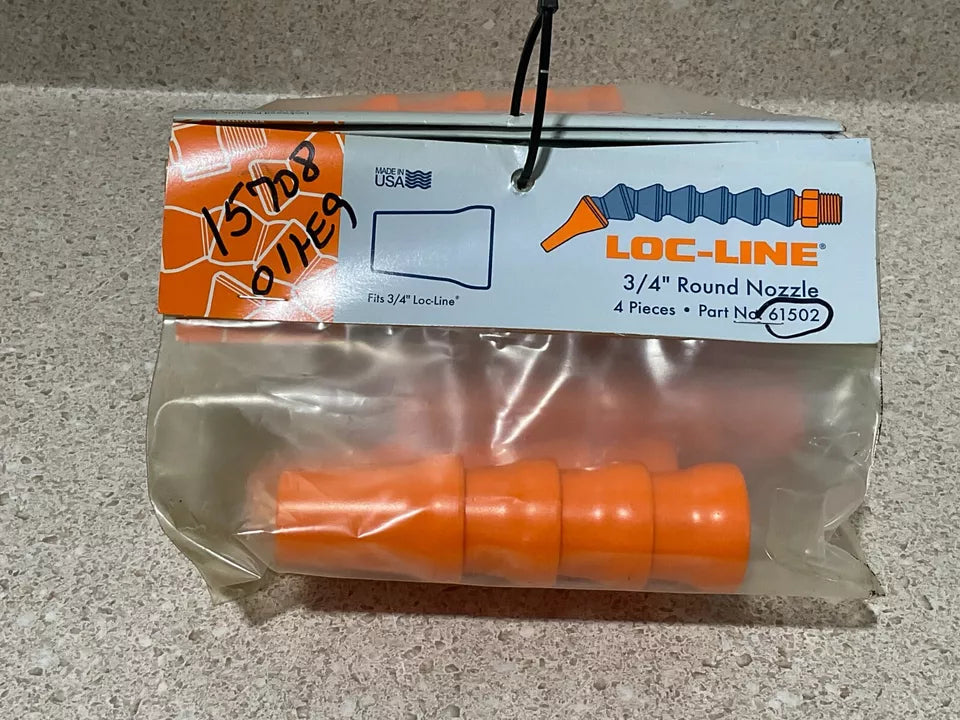 15708
01HE9
MADE IN
USA
Fits 3/4" Loc-Line®
LOC-LINE®
3/4" Round Nozzle
4 Pieces • Part No. 61502